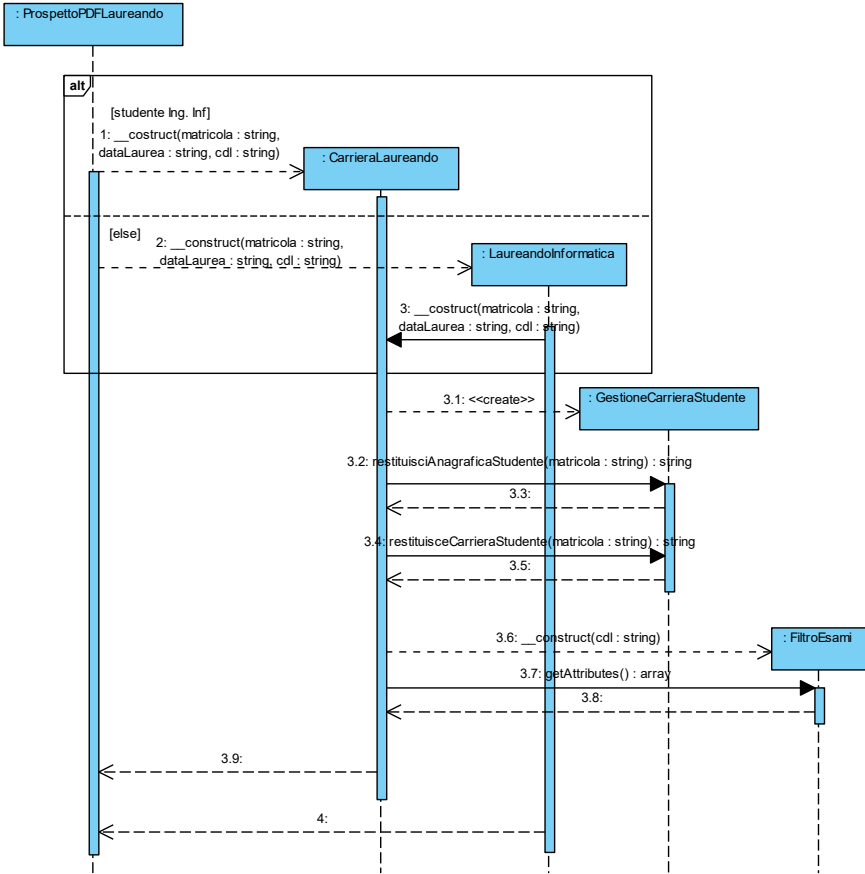 : ProspettoPDFLaureando
alt
[studente Ing. Inf]
1: __costruct(matricola : string,
dataLaurea : string, cdl : string)
: CarrieraLaureando
[else]
2: __construct(matricola : string,
dataLaurea : string, cdl : string)
: LaureandoInformatica
3: __costruct(matricola : string,
dataLaurea : string, cdl : string)
3.1: <<create>>
: GestioneCarrieraStudente
3.2: restituisciAnagraficaStudente(matricola : string) : string
3.3:
3.4: restituisceCarrieraStudente(matricola : string) : string
3.5:
3.6: __construct(cdl : string)
: FiltroEsami
3.7: getAttributes() : array
3.8:
3.9:
4: